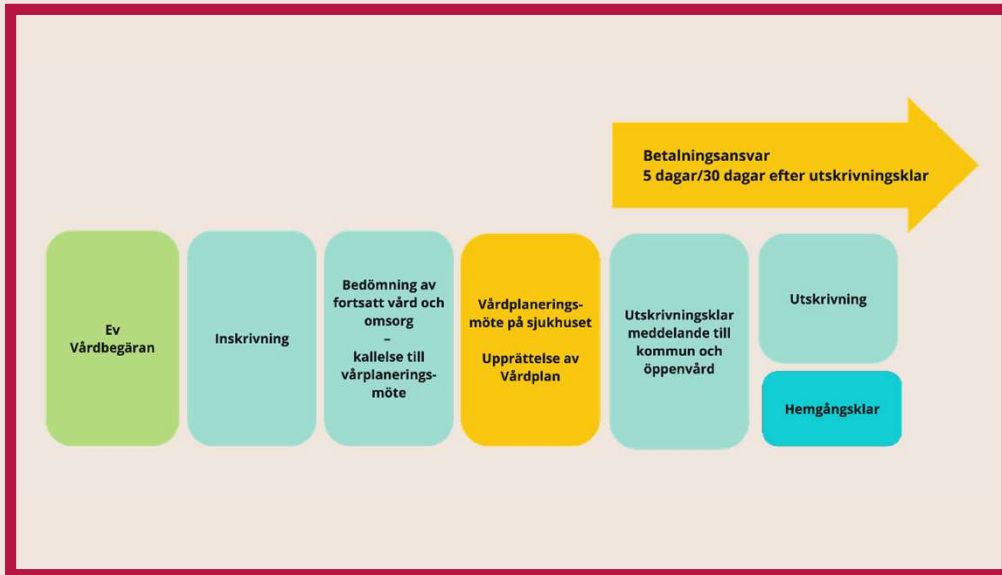 Betalningsansvar
5 dagar/30 dagar efter utskrivningsklar
Ev
Vårdbegäran
Inskrivning
Bedömning av
fortsatt vård och
omsorg
–
kallelse till
vårplanerings-
möte
Vårdplanerings-
möte på sjukhuset
Upprättelse av
Vårdplan
Utskrivningsklar
meddelande till
kommun och
öppenvård
Utskrivning
Hemgångsklar